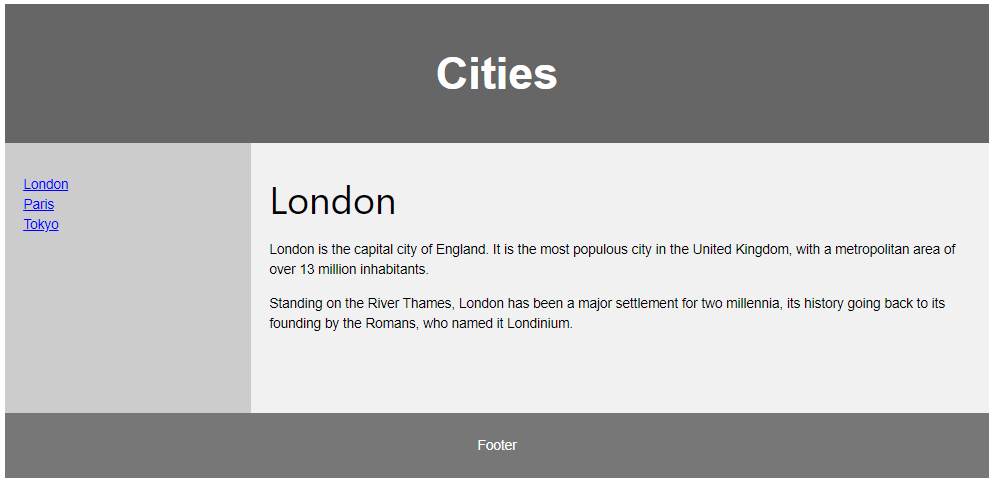 Cities
London
Paris
Tokyo
London
London is the capital city of England. It is the most populous city in the United Kingdom, with a metropolitan area of
over 13 million inhabitants.
Standing on the River Thames, London has been a major settlement for two millennia, its history going back to its
founding by the Romans, who named it Londinium.
Footer